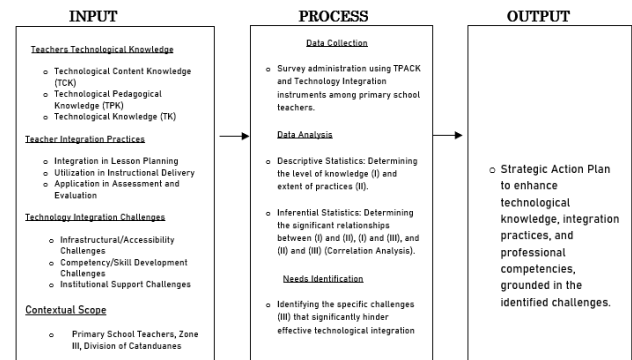 INPUT
Teachers Technological Knowledge
o Technological Content Knowledge
(TCK)
o Technological Pedagogical
Knowledge (TPK)
o Technological Knowledge (TK)
Teacher Integration Practices
o Integration in Lesson Planning
o Utilization in Instructional Delivery
o Application in Assessment and
Evaluation
Technology Integration Challenges
o Infrastructural/Accessibility
Challenges
o Competency/Skill Development
Challenges
o Institutional Support Challenges
Contextual Scope
o Primary School Teachers, Zone
III, Division of Catanduanes
PROCESS
Data Collection
o Survey administration using TPACK
and Technology Integration
instruments among primary school
teachers.
Data Analysis
o Descriptive Statistics: Determining
the level of knowledge (I) and
extent of practices (II).
o Inferential Statistics: Determining
the significant relationships
between (I) and (II), (I) and (III), and
(II) and (III) (Correlation Analysis).
Needs Identification
o Identifying the specific challenges
(III) that significantly hinder
effective technological integration
OUTPUT
o Strategic Action Plan
to enhance
technological
knowledge, integration
practices, and
professional
competencies,
grounded in the
identified challenges.